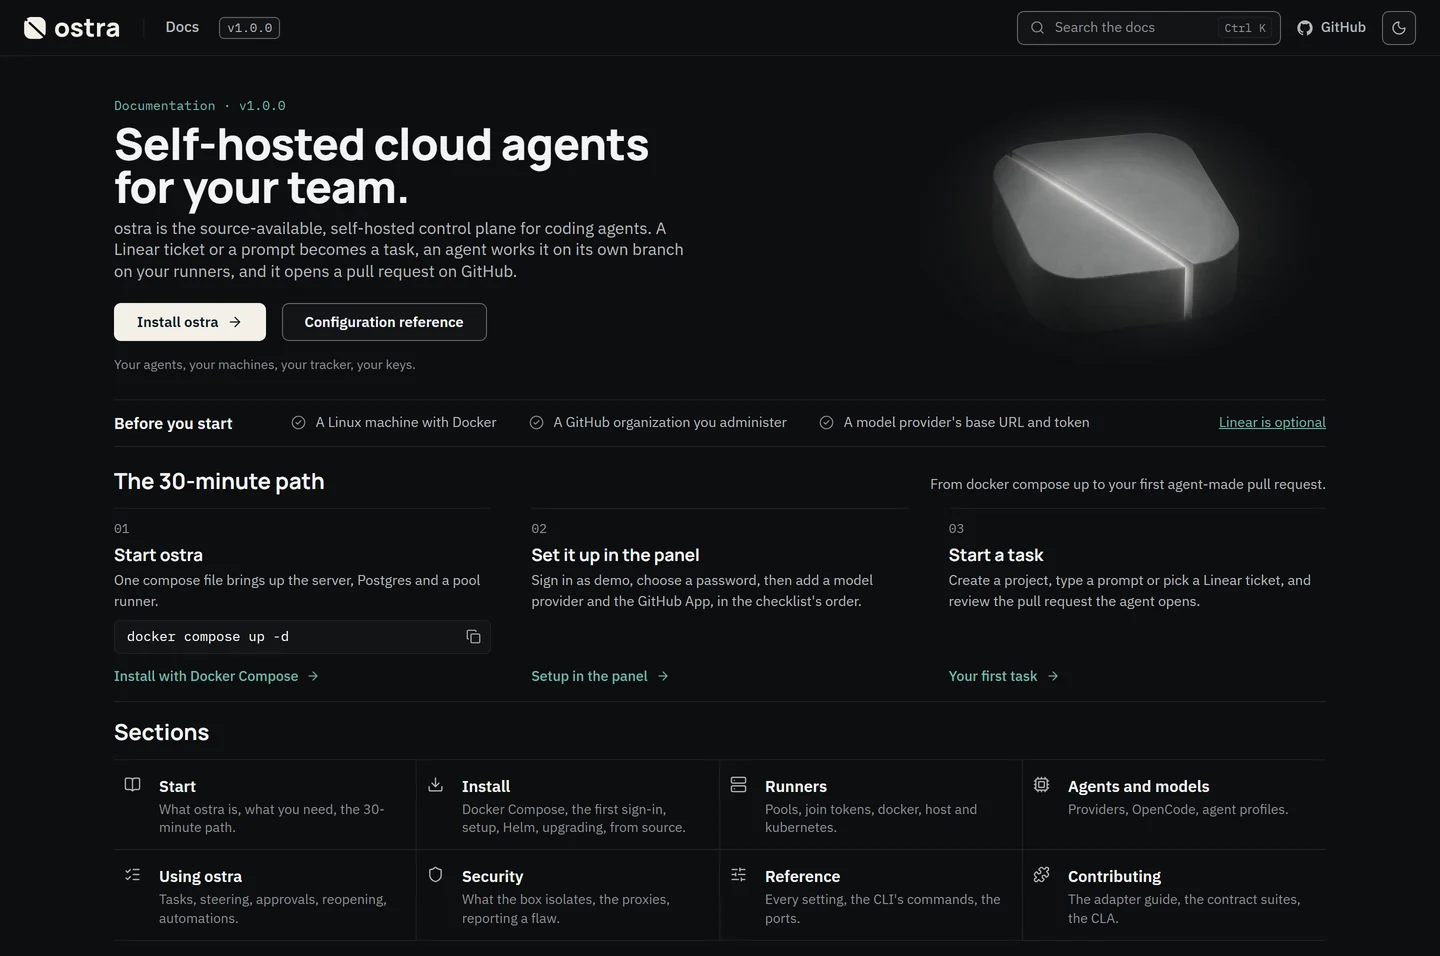 ostra
Docs
v1.0.0
Search the docs
Ctrl K
GitHub
Documentation · v1.0.0
Self-hosted cloud agents
for your team.
ostra is the source-available, self-hosted control plane for coding agents. A
Linear ticket or a prompt becomes a task, an agent works it on its own branch
on your runners, and it opens a pull request on GitHub.
Install ostra
Configuration reference
Your agents, your machines, your tracker, your keys.
Before you start
A Linux machine with Docker
A GitHub organization you administer
A model provider's base URL and token
Linear is optional
The 30-minute path
From docker compose up to your first agent-made pull request.
01
Start ostra
One compose file brings up the server, Postgres and a pool
runner.
docker compose up -d
Install with Docker Compose
02
Set it up in the panel
Sign in as demo, choose a password, then add a model
provider and the GitHub App, in the checklist's order.
Setup in the panel
03
Start a task
Create a project, type a prompt or pick a Linear ticket, and
review the pull request the agent opens.
Your first task
Sections
Start
What ostra is, what you need, the 30-
minute path.
Install
Docker Compose, the first sign-in,
setup, Helm, upgrading, from source.
Runners
Pools, join tokens, docker, host and
kubernetes.
Agents and models
Providers, OpenCode, agent profiles.
Using ostra
Tasks, steering, approvals, reopening,
automations.
Security
What the box isolates, the proxies,
reporting a flaw.
Reference
Every setting, the CLI's commands, the
ports.
Contributing
The adapter guide, the contract suites,
the CLA.